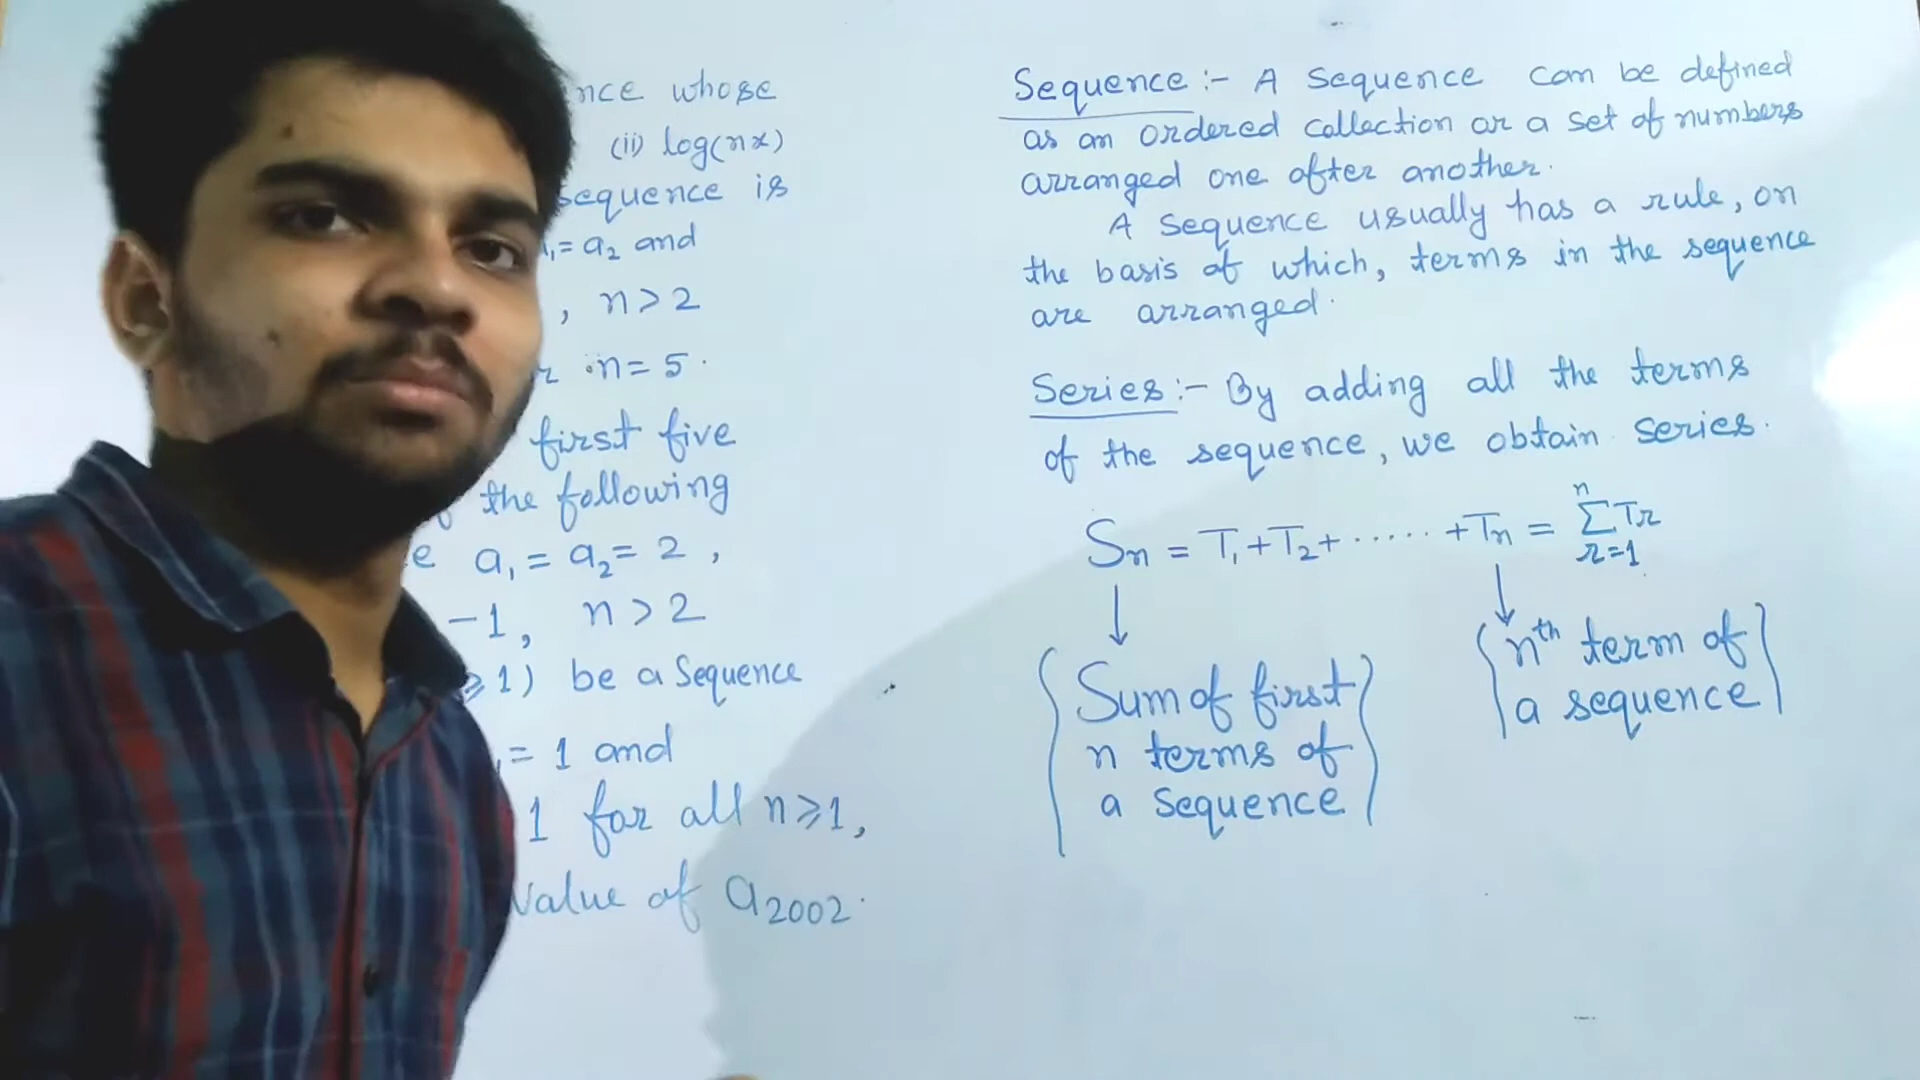 nce whose
(ii) log(nx)
sequence is
= a₂ and
, n > 2
n = 5.
first five
the following
a₁ = a₂ = 2,
-1, n > 2
≥ 1) be a Sequence
= 1 and
1 for all n ≥ 1,
Value of a₂₀₀₂.
Sequence :- A Sequence can be defined
as an ordered collection or a set of numbers
arranged one after another.
A sequence usually has a rule, on
the basis of which, terms in the sequence
are arranged.
Series :- By adding all the terms
of the sequence, we obtain series.
Sₙ = T₁ + T₂ + ..... + Tₙ = ∑ⁿᵣ₌₁ Tᵣ
↓ ↓
{Sum of first
n terms of
a Sequence}
{nᵗʰ term of
a sequence}